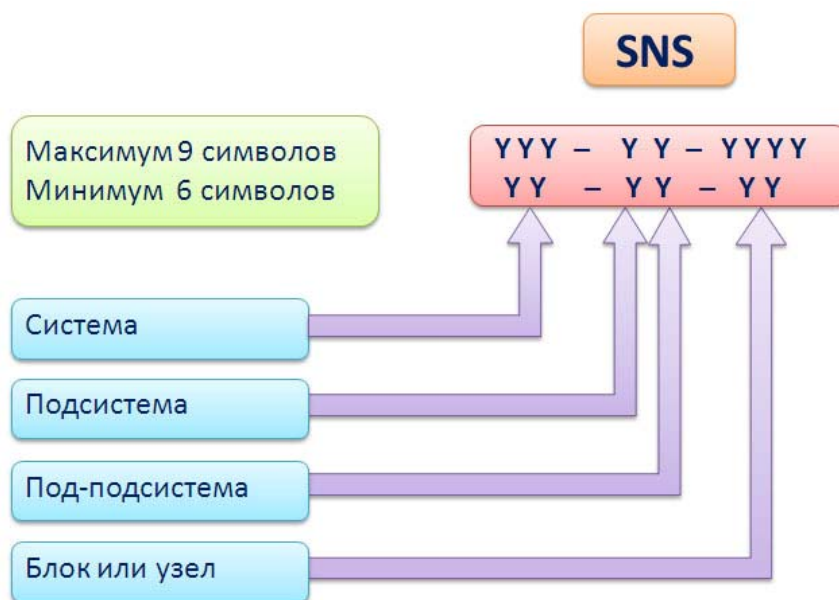 SNS
Максимум 9 символов
Минимум 6 символов
YYY – YY – YYYY
YY – YY – YY
Система
Подсистема
Под-подсистема
Блок или узел